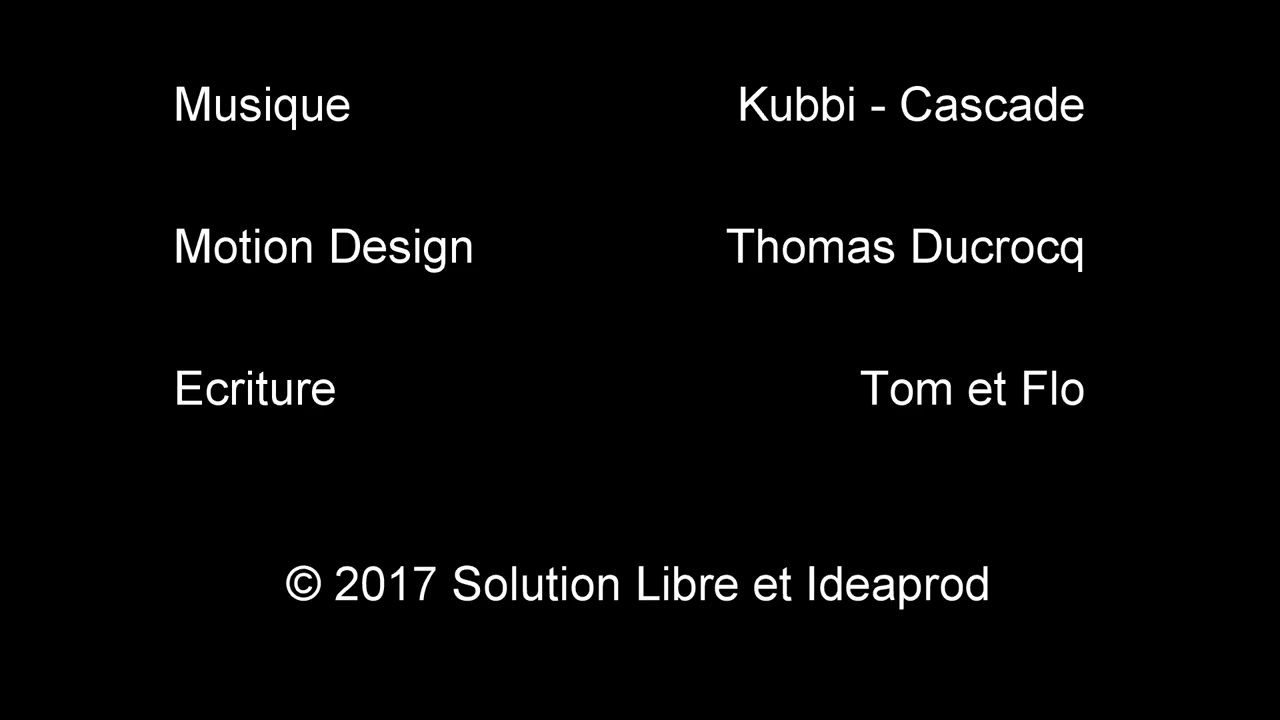 Musique Kubbi - Cascade
Motion Design Thomas Ducrocq
Ecriture Tom et Flo
© 2017 Solution Libre et Ideaprod